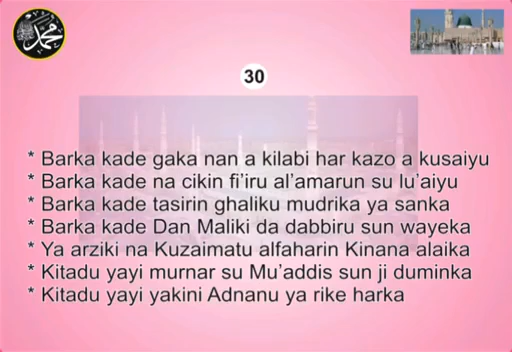 محمد
30
* Barka kade gaka nan a kilabi har kazo a kusaiyu
* Barka kade na cikin fi’iru al’amarun su lu’aiyu
* Barka kade tasirin ghaliku mudrika ya sanka
* Barka kade Dan Maliki da dabbiru sun wayeka
* Ya arziki na Kuzaimatu alfaharin Kinana alaika
* Kitadu yayi murnar su Mu’addis sun ji duminka
* Kitadu yayi yakini Adnanu ya rike harka